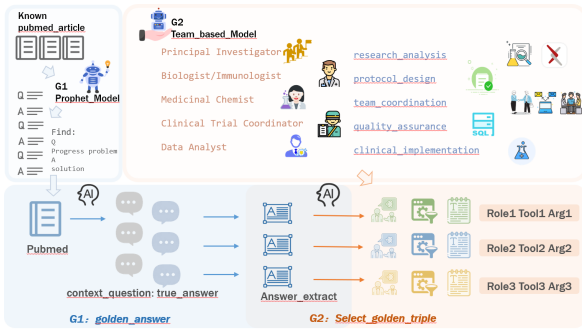 Known
pubmed_article
G1
Prophet_Model
Q
A
Q
A
Q
A
Find:
Q
Progress problem
A
solution
G2
Team_based_Model
Principal Investigator
Biologist/Immunologist
Medicinal Chemist
Clinical Trial Coordinator
Data Analyst
research_analysis
protocol_design
team_coordination
quality_assurance
clinical_implementation
SQL
AI
Pubmed
context_question: true_answer
G1: golden_answer
AI
Answer_extract
G2: Select_golden_triple
Role1 Tool1 Arg1
Role2 Tool2 Arg2
Role3 Tool3 Arg3